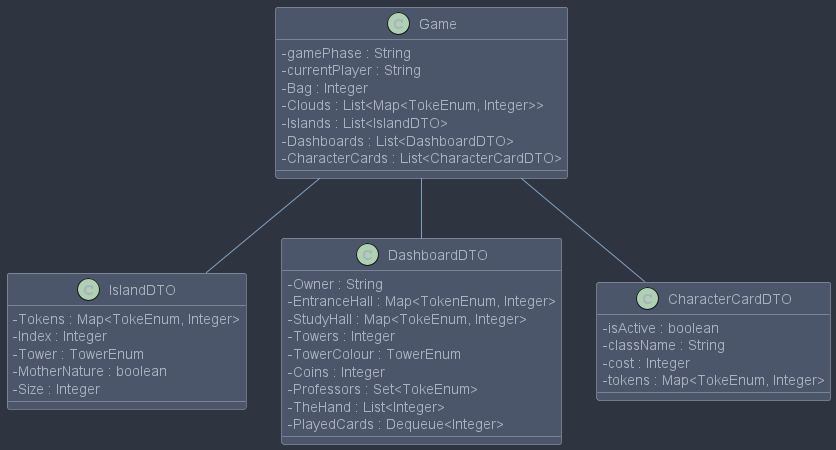 C Game
-gamePhase : String
-currentPlayer : String
-Bag : Integer
-Clouds : List<Map<TokeEnum, Integer>>
-Islands : List<IslandDTO>
-Dashboards : List<DashboardDTO>
-CharacterCards : List<CharacterCardDTO>
C IslandDTO
-Tokens : Map<TokeEnum, Integer>
-Index : Integer
-Tower : TowerEnum
-MotherNature : boolean
-Size : Integer
C DashboardDTO
-Owner : String
-EntranceHall : Map<TokenEnum, Integer>
-StudyHall : Map<TokeEnum, Integer>
-Towers : Integer
-TowerColour : TowerEnum
-Coins : Integer
-Professors : Set<TokeEnum>
-TheHand : List<Integer>
-PlayedCards : Dequeue<Integer>
C CharacterCardDTO
-isActive : boolean
-className : String
-cost : Integer
-tokens : Map<TokeEnum, Integer>